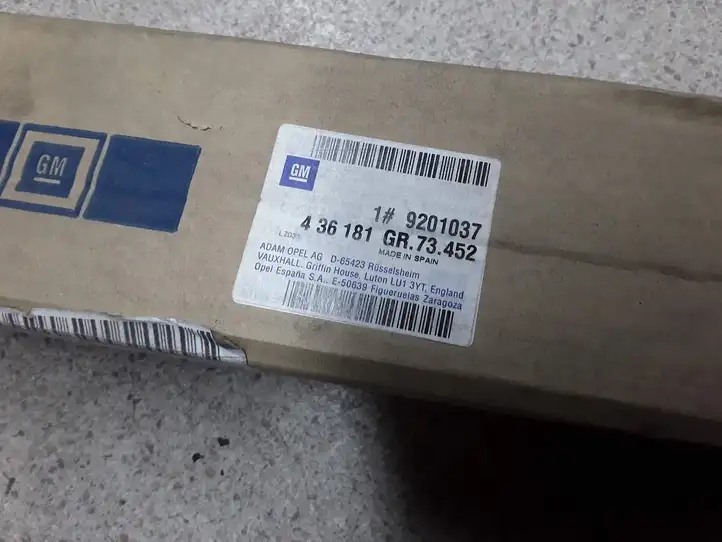 GM
GM
1# 9201037
4 36 181 GR.73.452
MADE IN SPAIN
ADAM OPEL AG D-65423 Rüsselsheim
VAUXHALL. Griffin House, Luton LU1 3YT, England
Opel España S.A., E-50639 Figueruelas Zaragoza